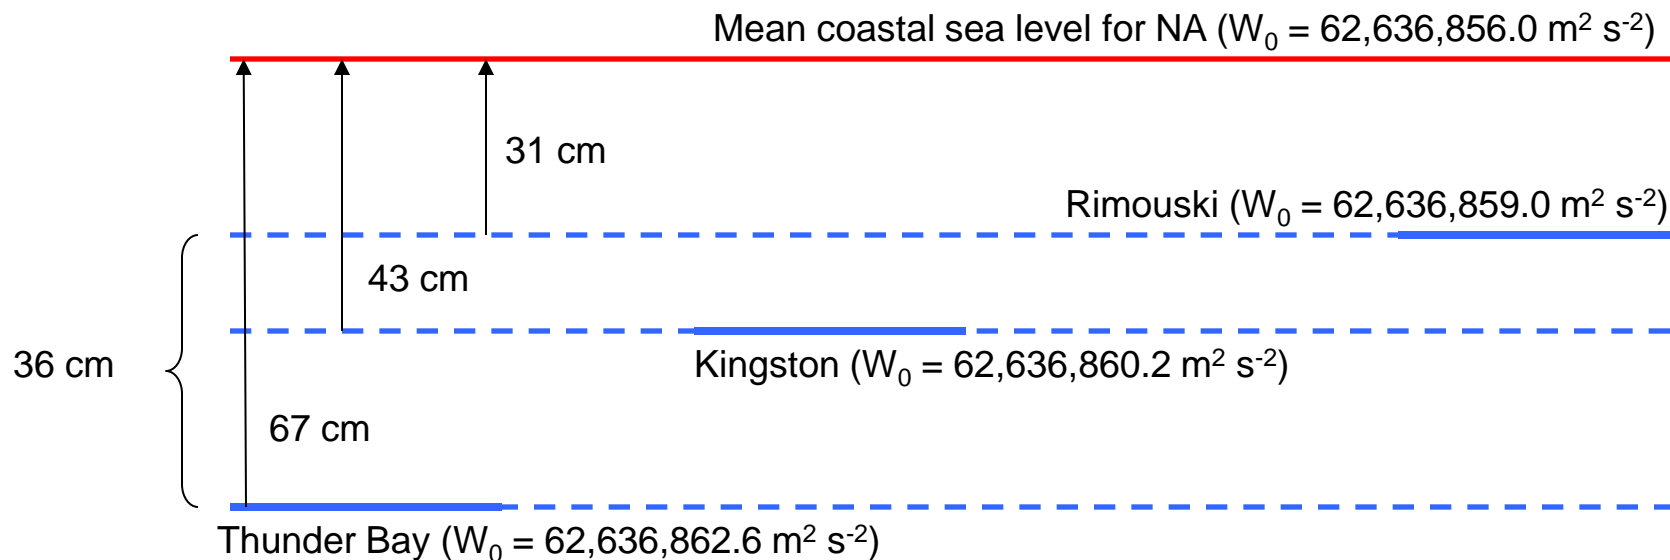 Mean coastal sea level for NA (W₀ = 62,636,856.0 m² s⁻²)
31 cm
Rimouski (W₀ = 62,636,859.0 m² s⁻²)
43 cm
36 cm
Kingston (W₀ = 62,636,860.2 m² s⁻²)
67 cm
Thunder Bay (W₀ = 62,636,862.6 m² s⁻²)